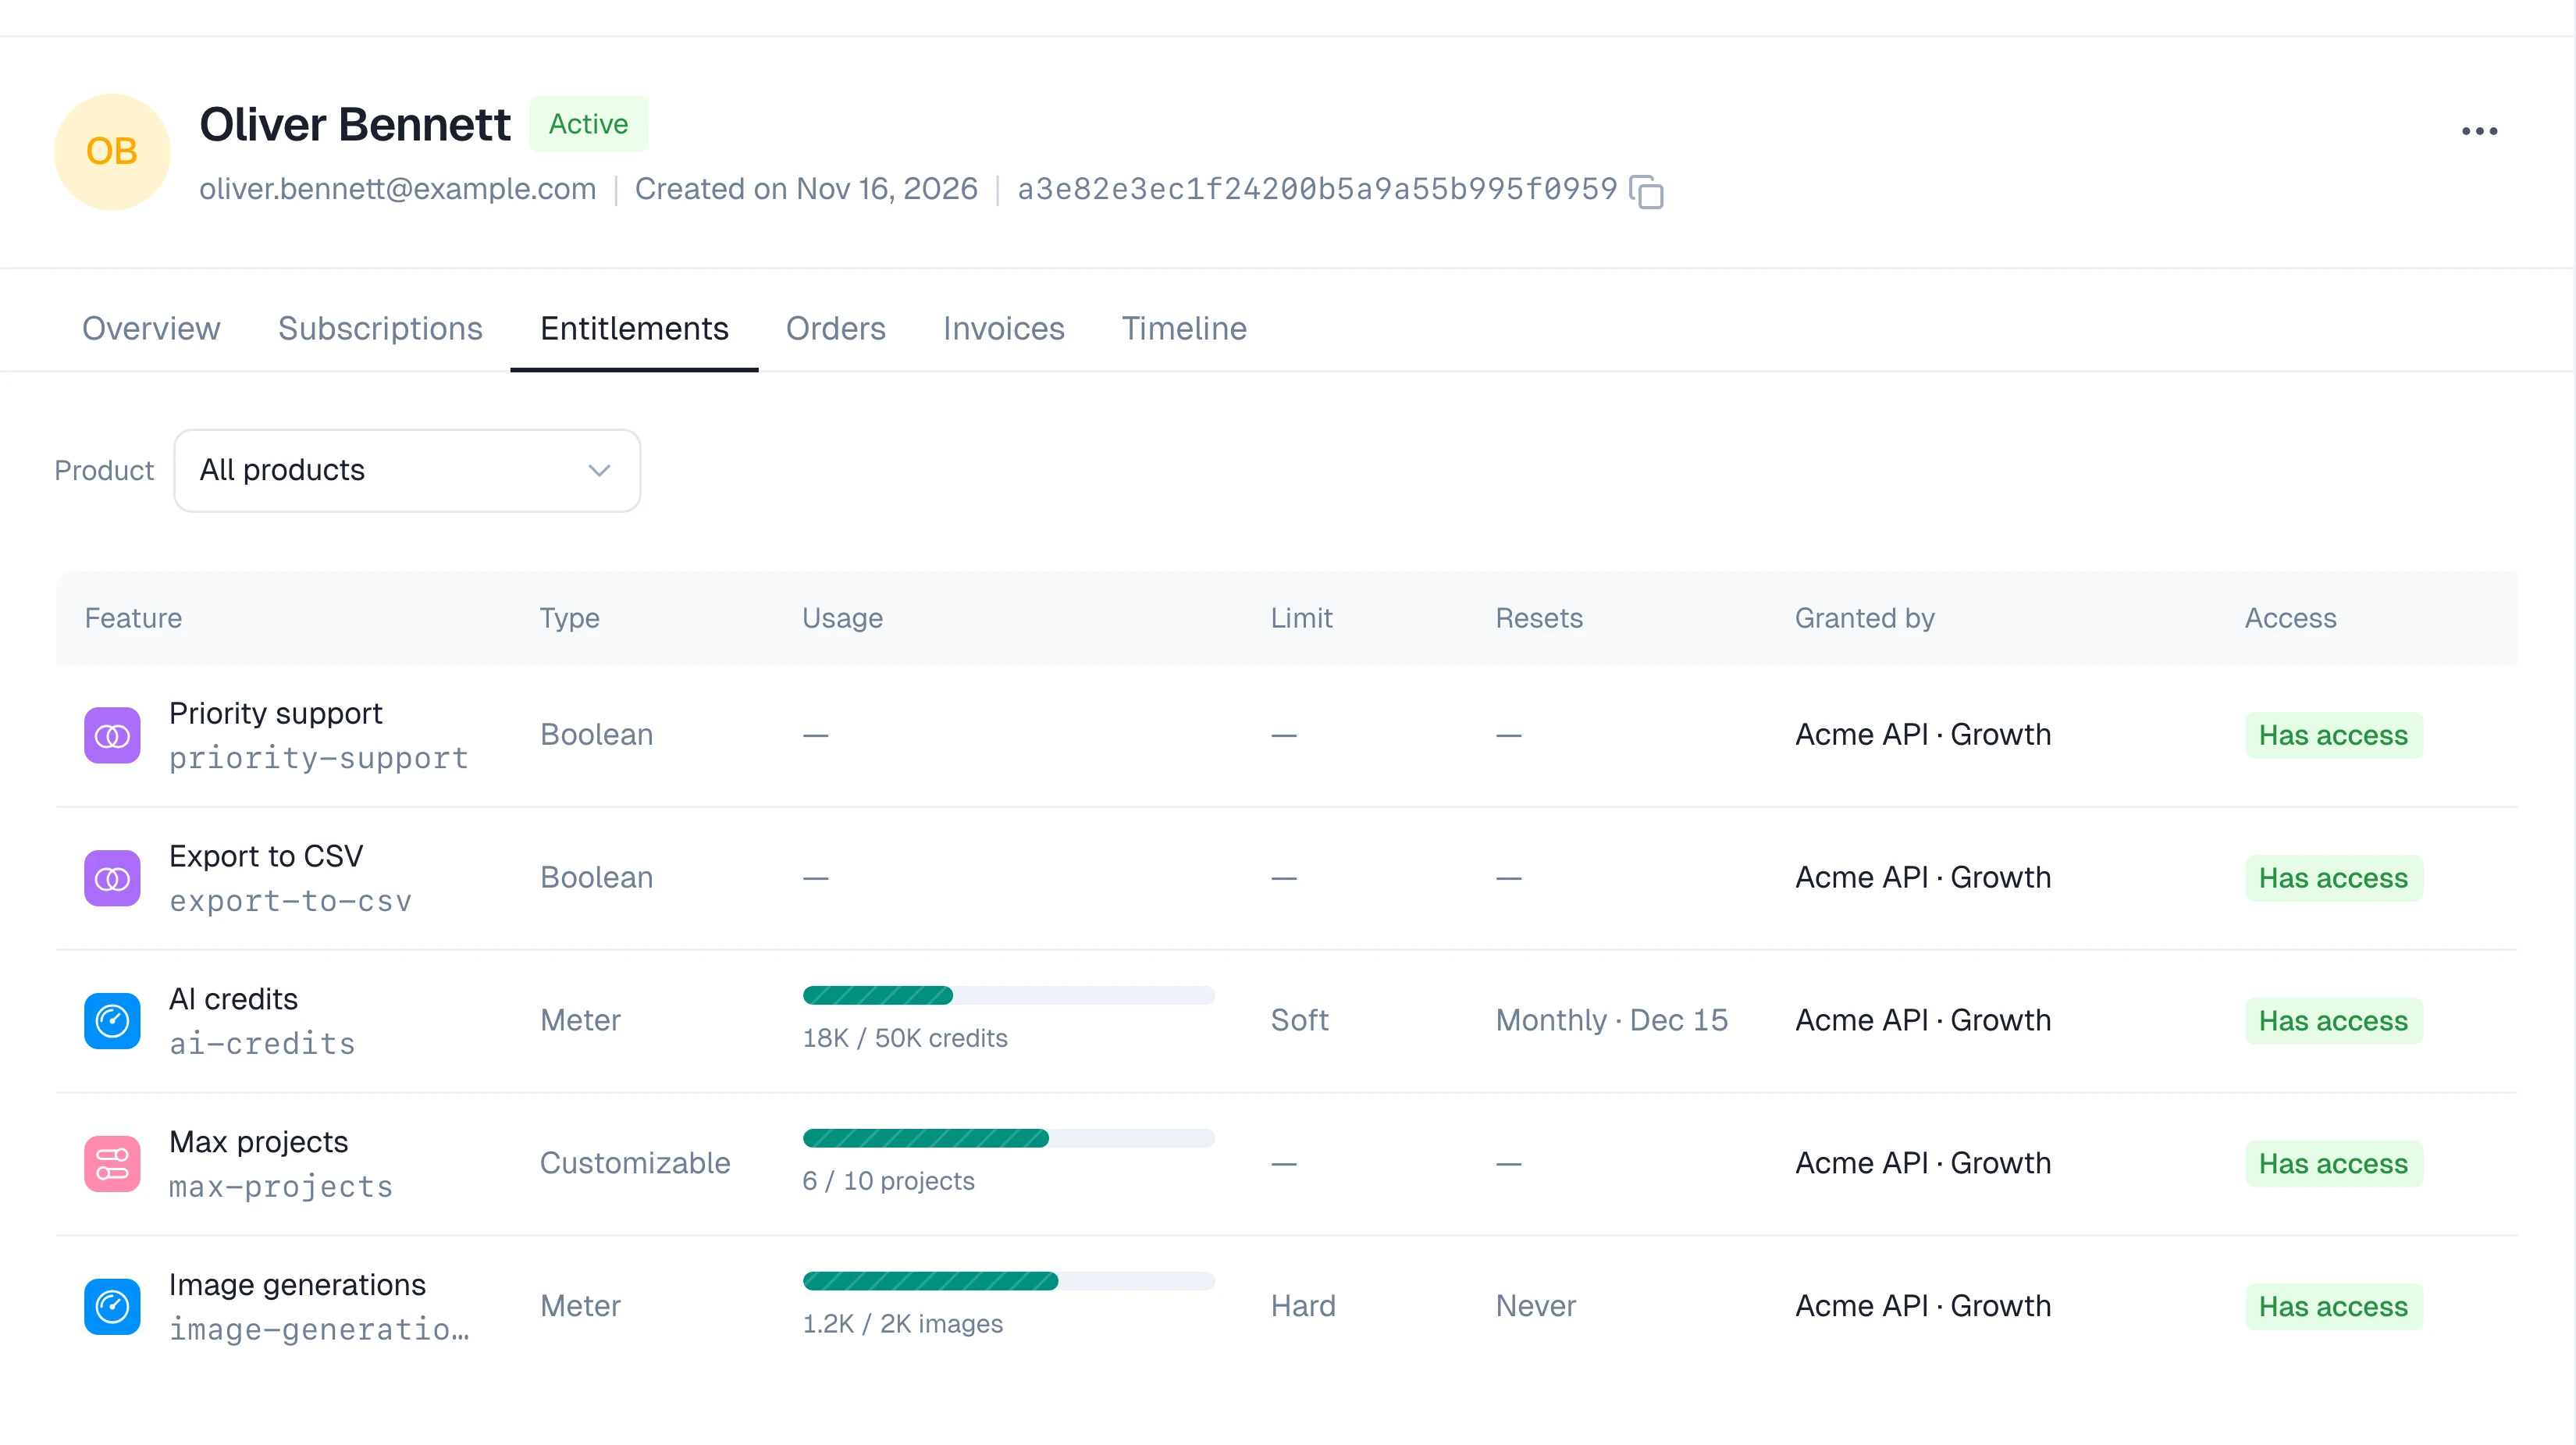 OB
Oliver Bennett Active
oliver.bennett@example.com | Created on Nov 16, 2026 | a3e82e3ec1f24200b5a9a55b995f0959
Overview Subscriptions Entitlements Orders Invoices Timeline
Product All products
Feature Type Usage Limit Resets Granted by Access
Priority support
priority-support
Boolean — — — Acme API · Growth Has access
Export to CSV
export-to-csv
Boolean — — — Acme API · Growth Has access
AI credits
ai-credits
Meter
18K / 50K credits
Soft Monthly · Dec 15 Acme API · Growth Has access
Max projects
max-projects
Customizable
6 / 10 projects
— — Acme API · Growth Has access
Image generations
image-generatio…
Meter
1.2K / 2K images
Hard Never Acme API · Growth Has access